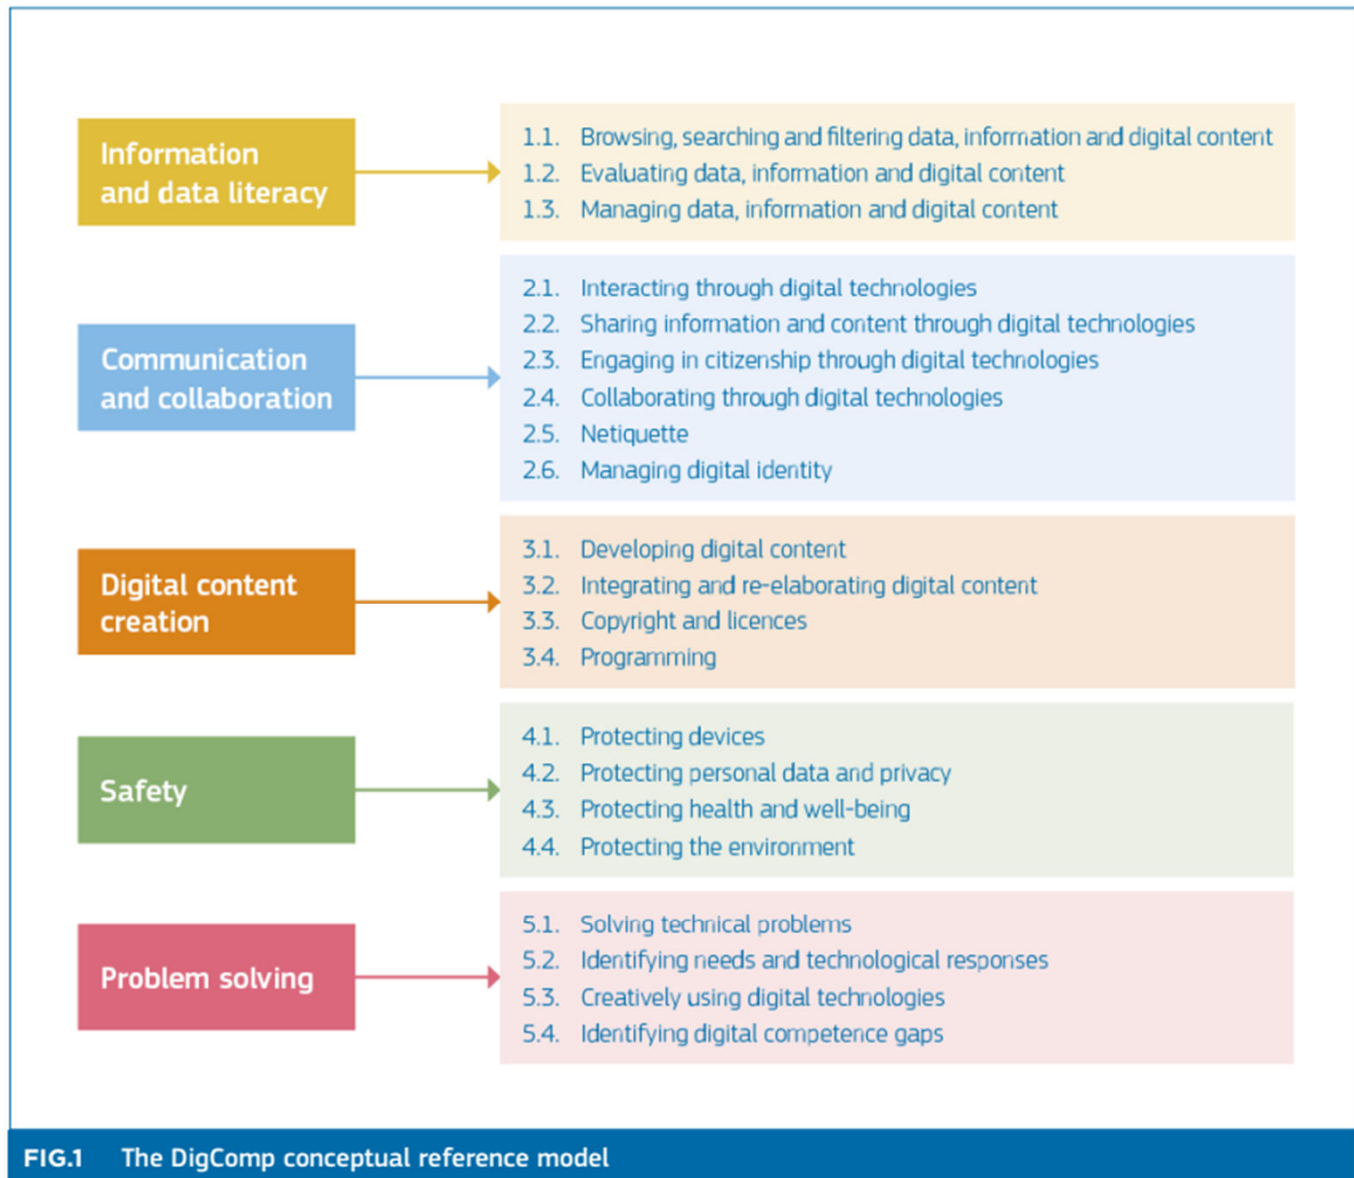 Information
and data literacy
1.1. Browsing, searching and filtering data, information and digital content
1.2. Evaluating data, information and digital content
1.3. Managing data, information and digital content
Communication
and collaboration
2.1. Interacting through digital technologies
2.2. Sharing information and content through digital technologies
2.3. Engaging in citizenship through digital technologies
2.4. Collaborating through digital technologies
2.5. Netiquette
2.6. Managing digital identity
Digital content
creation
3.1. Developing digital content
3.2. Integrating and re-elaborating digital content
3.3. Copyright and licences
3.4. Programming
Safety
4.1. Protecting devices
4.2. Protecting personal data and privacy
4.3. Protecting health and well-being
4.4. Protecting the environment
Problem solving
5.1. Solving technical problems
5.2. Identifying needs and technological responses
5.3. Creatively using digital technologies
5.4. Identifying digital competence gaps
FIG.1 The DigComp conceptual reference model